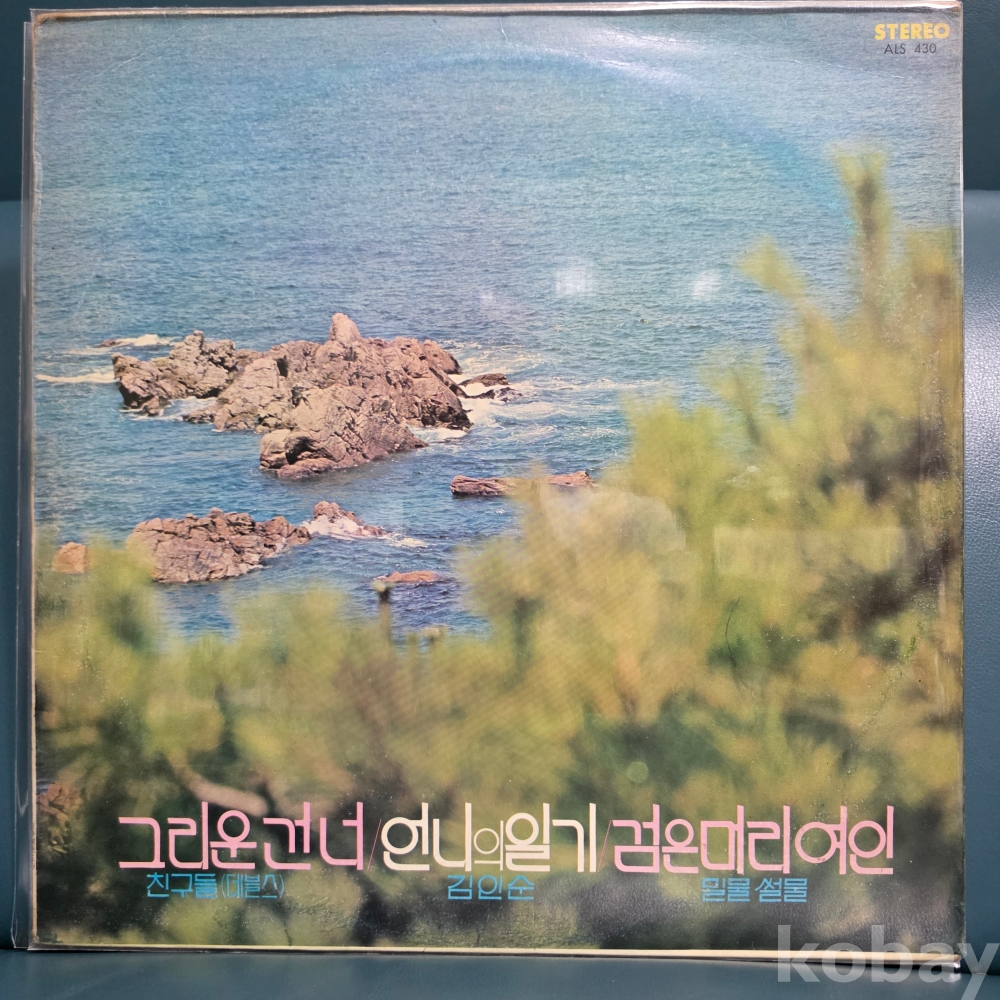 STEREO
ALS 430
그리운 건 너/언니의 일기/검은 머리 여인
친구들(데블스) 김인순 밀물 썰물
kobay